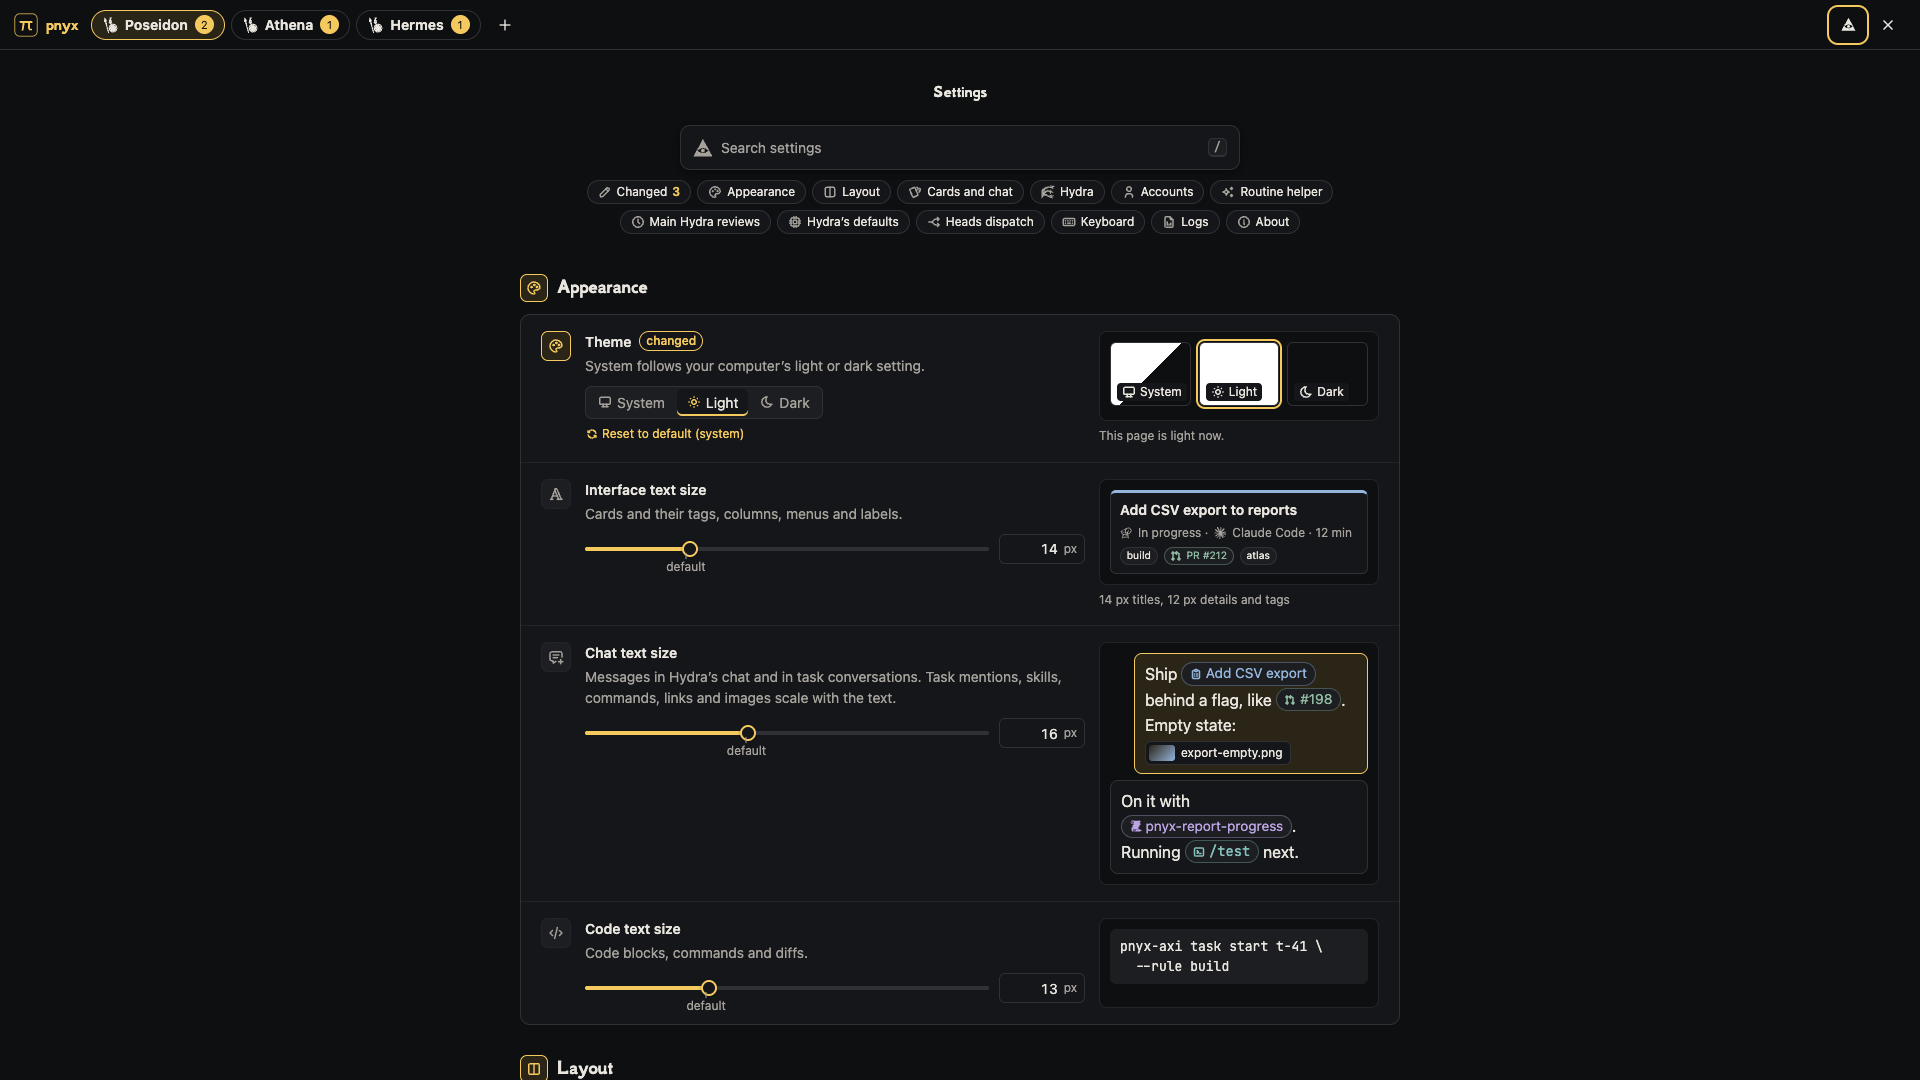 pnyx
Poseidon 2
Athena 1
Hermes 1
Settings
Search settings /
Changed 3
Appearance
Layout
Cards and chat
Hydra
Accounts
Routine helper
Main Hydra reviews
Hydra’s defaults
Heads dispatch
Keyboard
Logs
About
Appearance
Theme changed
System follows your computer’s light or dark setting.
System Light Dark
Reset to default (system)
System Light Dark
This page is light now.
Interface text size
Cards and their tags, columns, menus and labels.
14 px
default
Add CSV export to reports
In progress · Claude Code · 12 min
build PR #212 atlas
14 px titles, 12 px details and tags
Chat text size
Messages in Hydra’s chat and in task conversations. Task mentions, skills,
commands, links and images scale with the text.
16 px
default
Ship Add CSV export
behind a flag, like #198.
Empty state:
export-empty.png
On it with
pnyx-report-progress.
Running /test next.
Code text size
Code blocks, commands and diffs.
13 px
default
pnyx-axi task start t-41 \
--rule build
Layout